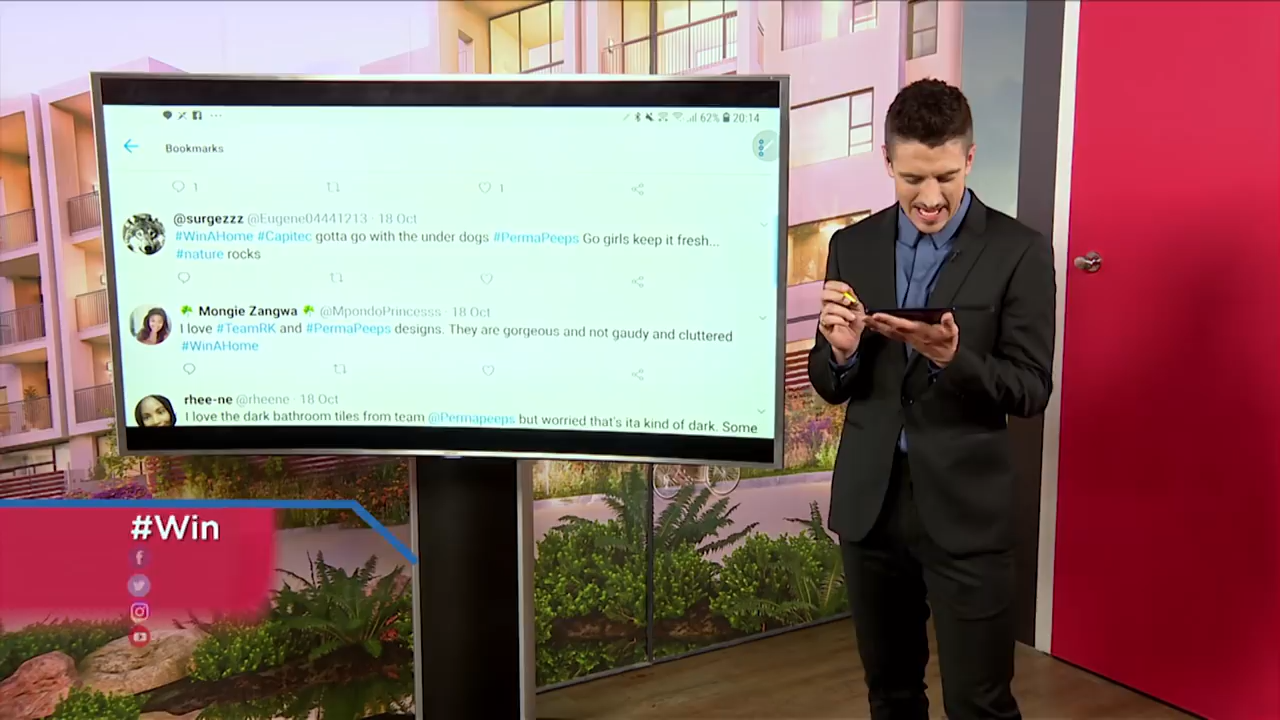 62% 20:14
Bookmarks
1 1
@surgezzz @Eugene04441213 · 18 Oct
#WinAHome #Capitec gotta go with the under dogs #PermaPeeps Go girls keep it fresh...
#nature rocks
Mongie Zangwa @MpondoPrincesss · 18 Oct
I love #TeamRK and #PermaPeeps designs. They are gorgeous and not gaudy and cluttered
#WinAHome
rhee-ne @rheene · 18 Oct
I love the dark bathroom tiles from team @Permapeeps but worried that's ita kind of dark. Some
#Win